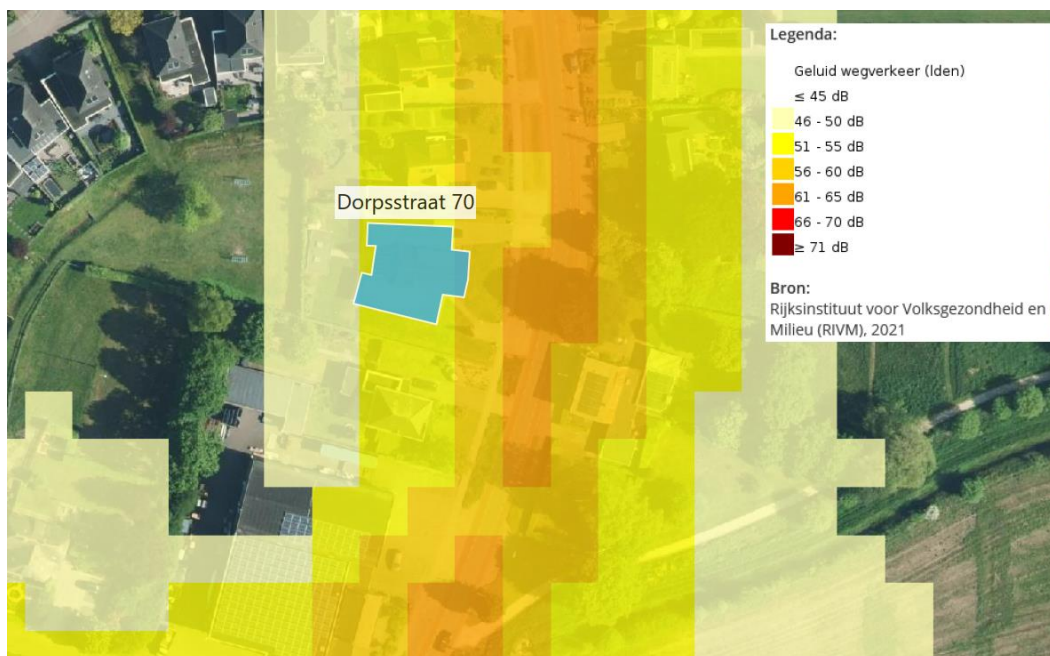 Dorpsstraat 70
Legenda:
Geluid wegverkeer (lden)
≤ 45 dB
46 - 50 dB
51 - 55 dB
56 - 60 dB
61 - 65 dB
66 - 70 dB
≥ 71 dB
Bron:
Rijksinstituut voor Volksgezondheid en
Milieu (RIVM), 2021